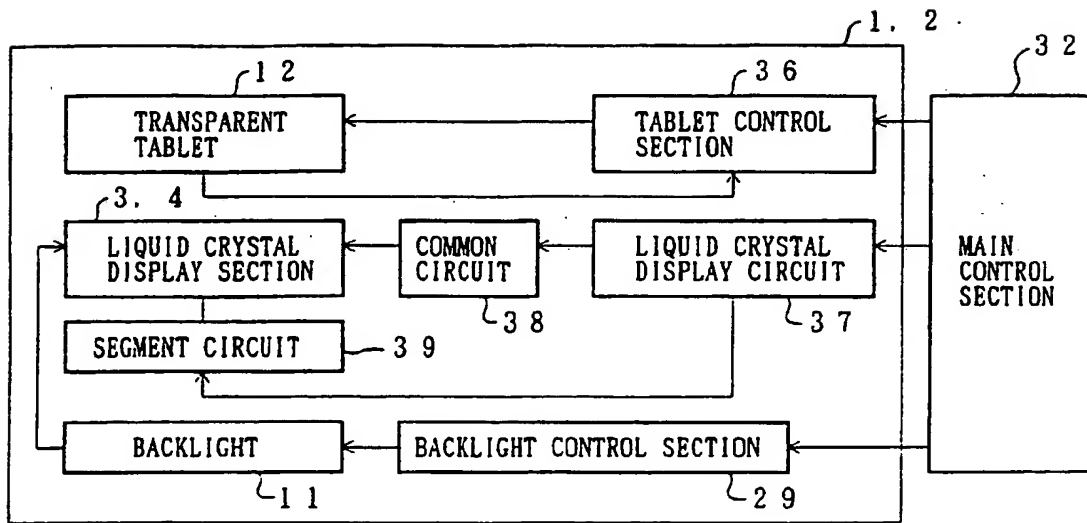 1, 2
32
12
36
TRANSPARENT
TABLET
TABLET CONTROL
SECTION
3, 4
LIQUID CRYSTAL
DISPLAY SECTION
COMMON
CIRCUIT
LIQUID CRYSTAL
DISPLAY CIRCUIT
MAIN
CONTROL
SECTION
38
37
SEGMENT CIRCUIT
39
BACKLIGHT
BACKLIGHT CONTROL SECTION
11
29